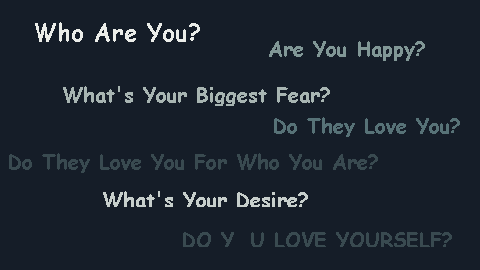 Who Are You?
Are You Happy?
What's Your Biggest Fear?
Do They Love You?
Do They Love You For Who You Are?
What's Your Desire?
DO Y  U LOVE YOURSELF?